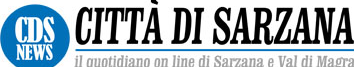 CDS
NEWS
CITTÀ DI SARZANA
il quotidiano on line di Sarzana e Val di Magra